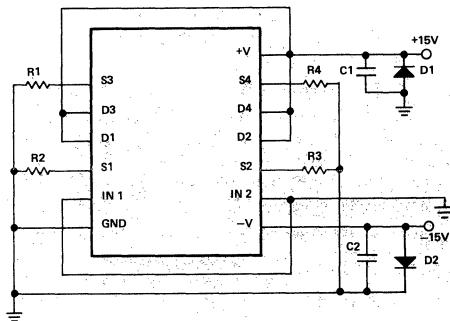 +V
+15V
R1
S3
S4
R4
C1
D1
D3
D4
D1
D2
R2
S1
S2
R3
IN 1
IN 2
GND
−V
−15V
C2
D2